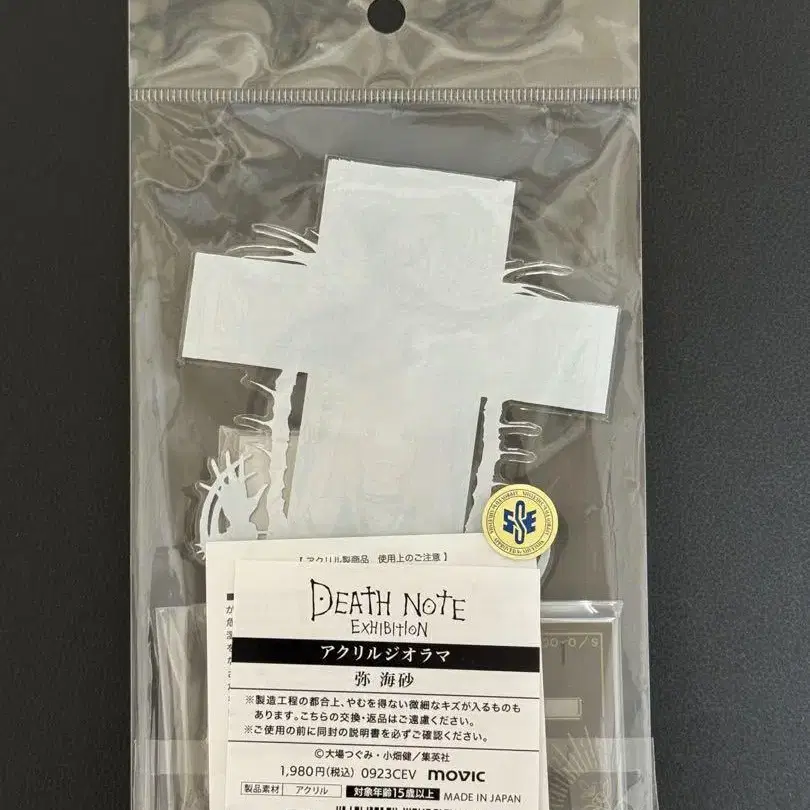 【 アクリル製商品 使用上のご注意 】
DEATH NOTE
EXHIBITION
アクリルジオラマ
弥 海砂
※製造工程の都合上、やむを得ない微細なキズが入るものも
あります。こちらの交換・返品はご遠慮ください。
※ご使用の前に同封の説明書を必ずご確認ください。
©大場つぐみ・小畑健／集英社
1,980円(税込) 0923CEV movic
製品素材 アクリル 対象年齢15歳以上 MADE IN JAPAN
SSE